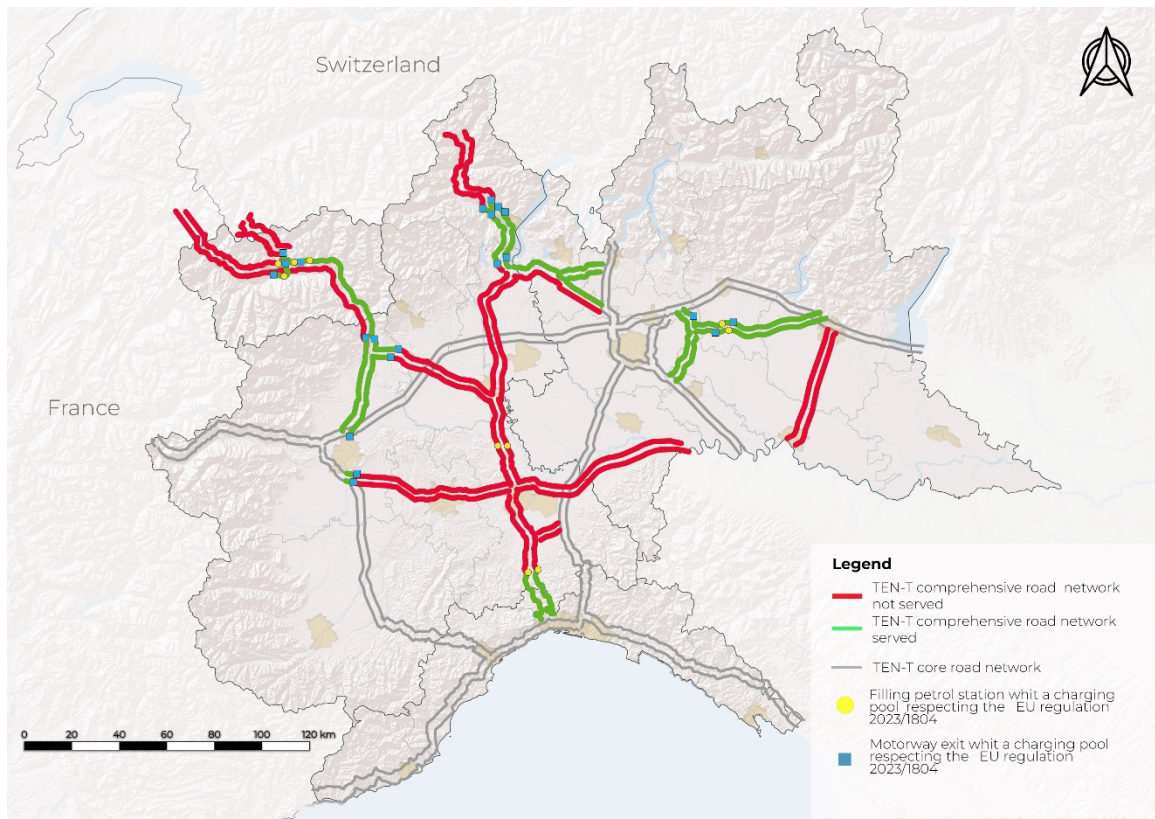 Switzerland
France
0 20 40 60 80 100 120 km
Legend
TEN-T comprehensive road network
not served
TEN-T comprehensive road network
served
TEN-T core road network
Filling petrol station whit a charging
pool respecting the EU regulation
2023/1804
Motorway exit whit a charging pool
respecting the EU regulation
2023/1804